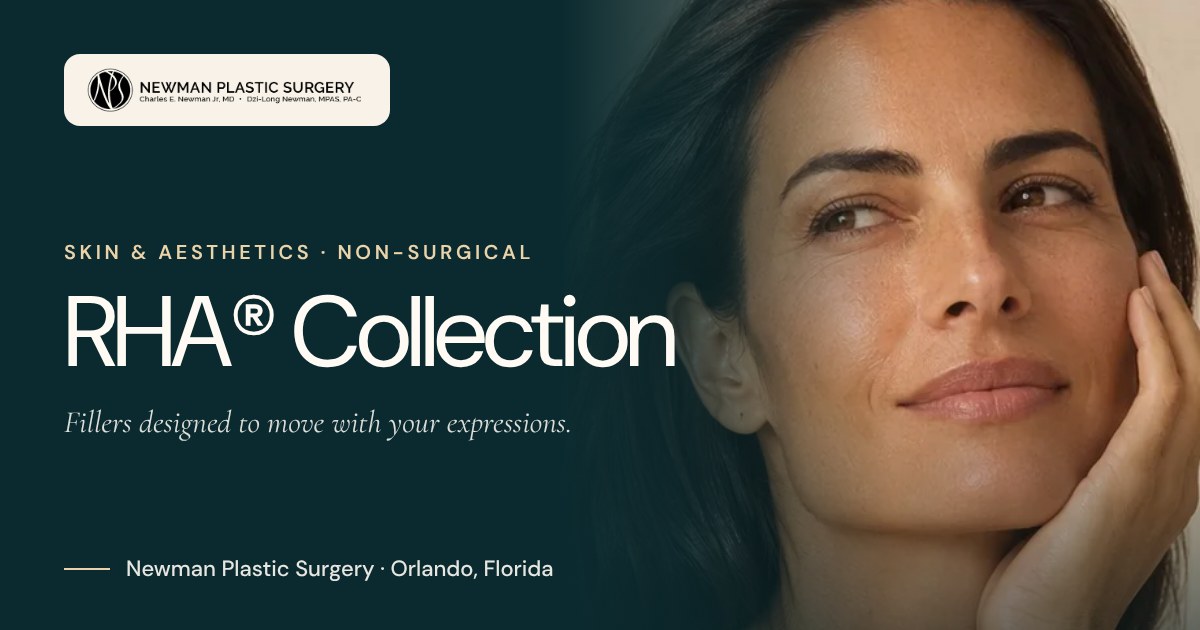 NEWMAN PLASTIC SURGERY
Charles E. Newman Jr, MD • Dzi-Long Newman, MPAS, PA-C
SKIN & AESTHETICS · NON-SURGICAL
RHA® Collection
Fillers designed to move with your expressions.
Newman Plastic Surgery · Orlando, Florida